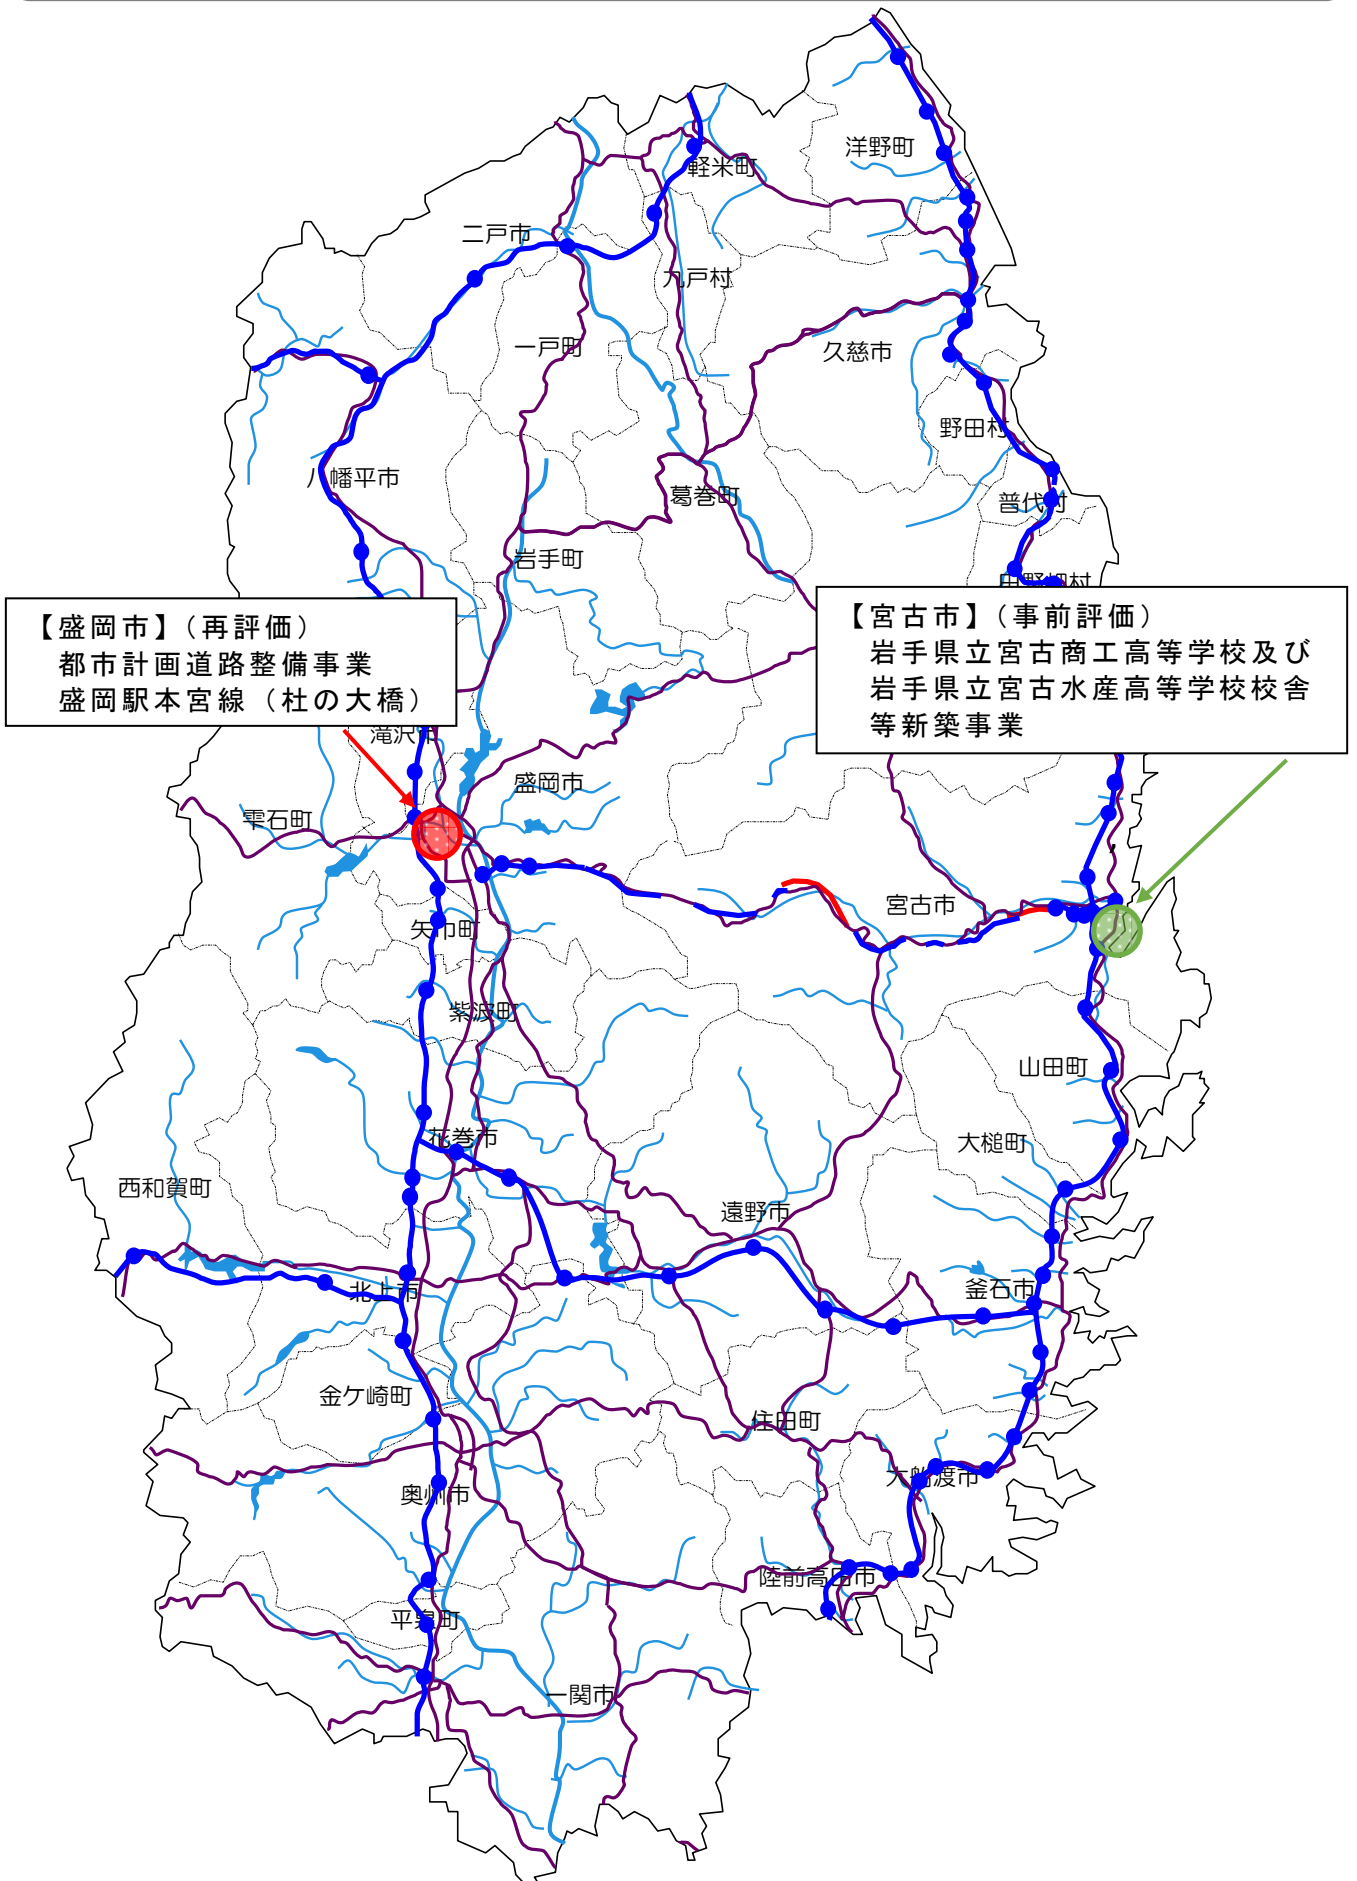 洋野町
軽米町
二戸市
九戸村
一戸町
久慈市
野田村
八幡平市
葛巻町
普代村
岩手町
田野畑村
【盛岡市】(再評価)
都市計画道路整備事業
盛岡駅本宮線(杜の大橋)
【宮古市】(事前評価)
岩手県立宮古商工高等学校及び
岩手県立宮古水産高等学校校舎
等新築事業
滝沢市
盛岡市
雫石町
宮古市
矢巾町
紫波町
山田町
花巻市
大槌町
西和賀町
遠野市
北上市
釜石市
金ケ崎町
住田町
奥州市
大船渡市
陸前高田市
平泉町
一関市